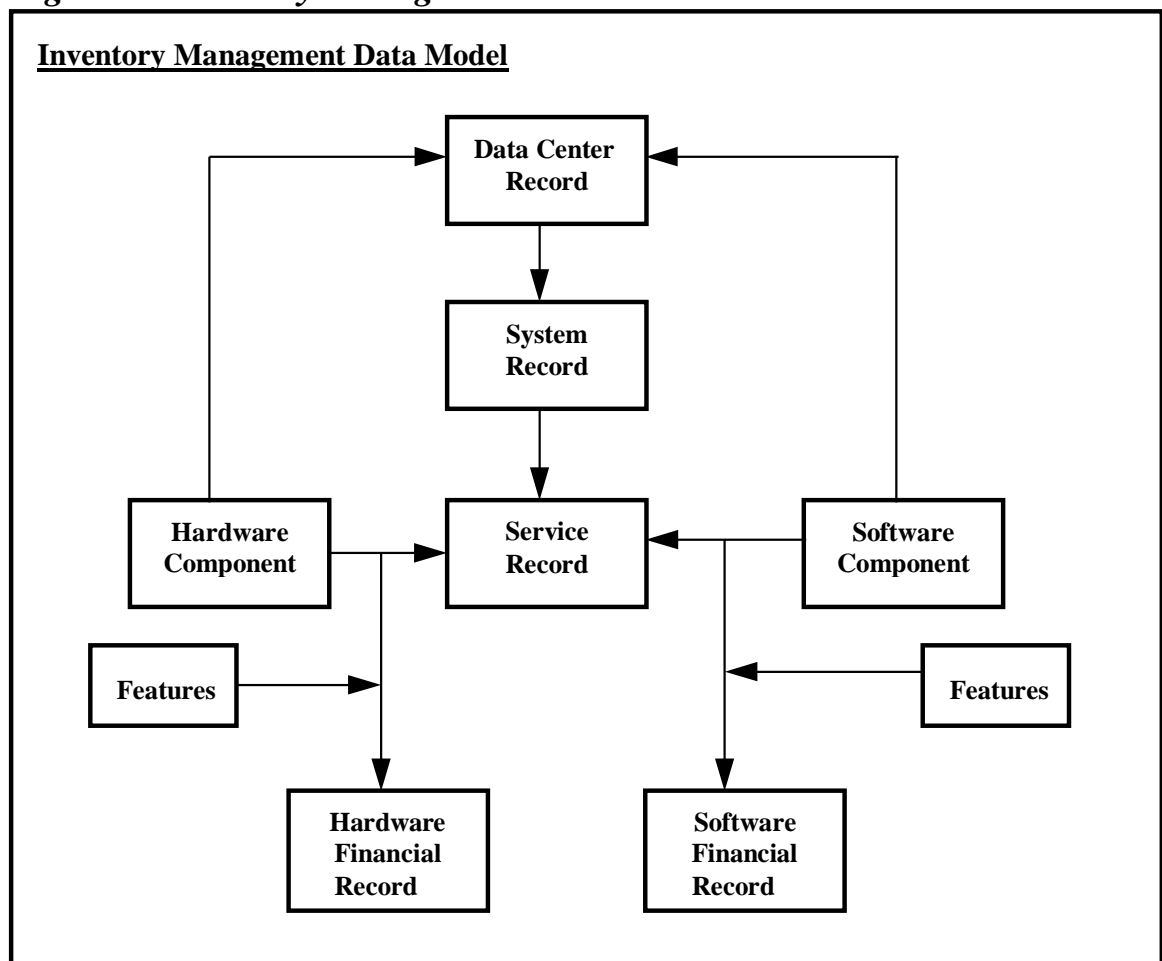 Inventory Management Data Model
Data Center
Record
System
Record
Hardware
Component
Service
Record
Software
Component
Features
Features
Hardware
Financial
Record
Software
Financial
Record